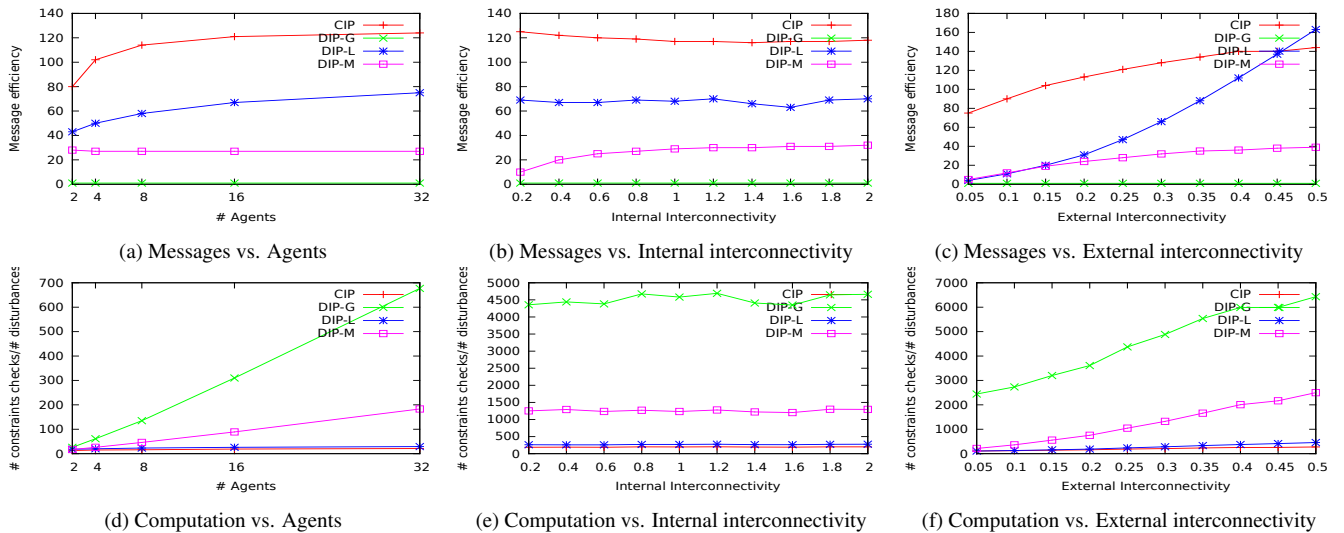 Message efficiency
140
120
100
80
60
40
20
0
2 4 8 16 32
# Agents
CIP
DIP-G
DIP-L
DIP-M
(a) Messages vs. Agents
Message efficiency
140
120
100
80
60
40
20
0
0.2 0.4 0.6 0.8 1 1.2 1.4 1.6 1.8 2
Internal Interconnectivity
CIP
DIP-G
DIP-L
DIP-M
(b) Messages vs. Internal interconnectivity
Message efficiency
180
160
140
120
100
80
60
40
20
0
0.05 0.1 0.15 0.2 0.25 0.3 0.35 0.4 0.45 0.5
External Interconectivity
CIP
DIP-G
DIP-L
DIP-M
(c) Messages vs. External interconnectivity
# constraints checks/# disturbances
700
600
500
400
300
200
100
0
2 4 8 16 32
# Agents
CIP
DIP-G
DIP-L
DIP-M
(d) Computation vs. Agents
# constraints checks/# disturbances
5000
4500
4000
3500
3000
2500
2000
1500
1000
500
0
0.2 0.4 0.6 0.8 1 1.2 1.4 1.6 1.8 2
Internal Interconnectivity
CIP
DIP-G
DIP-L
DIP-M
(e) Computation vs. Internal interconnectivity
# constraints checks/# disturbances
7000
6000
5000
4000
3000
2000
1000
0
0.05 0.1 0.15 0.2 0.25 0.3 0.35 0.4 0.45 0.5
External Interconectivity
CIP
DIP-G
DIP-L
DIP-M
(f) Computation vs. External interconnectivity